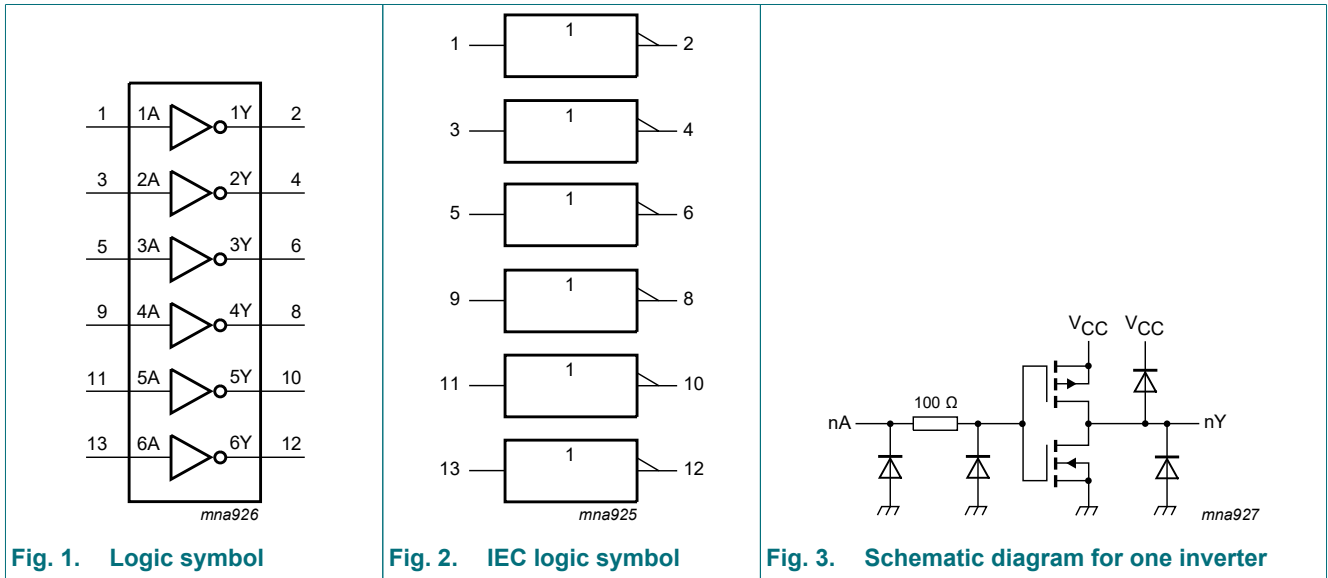 1 1A 1Y 2
3 2A 2Y 4
5 3A 3Y 6
9 4A 4Y 8
11 5A 5Y 10
13 6A 6Y 12
mna926
Fig. 1. Logic symbol
1 1 2
3 1 4
5 1 6
9 1 8
11 1 10
13 1 12
mna925
Fig. 2. IEC logic symbol
VCC VCC
100 Ω
nA nY
mna927
Fig. 3. Schematic diagram for one inverter